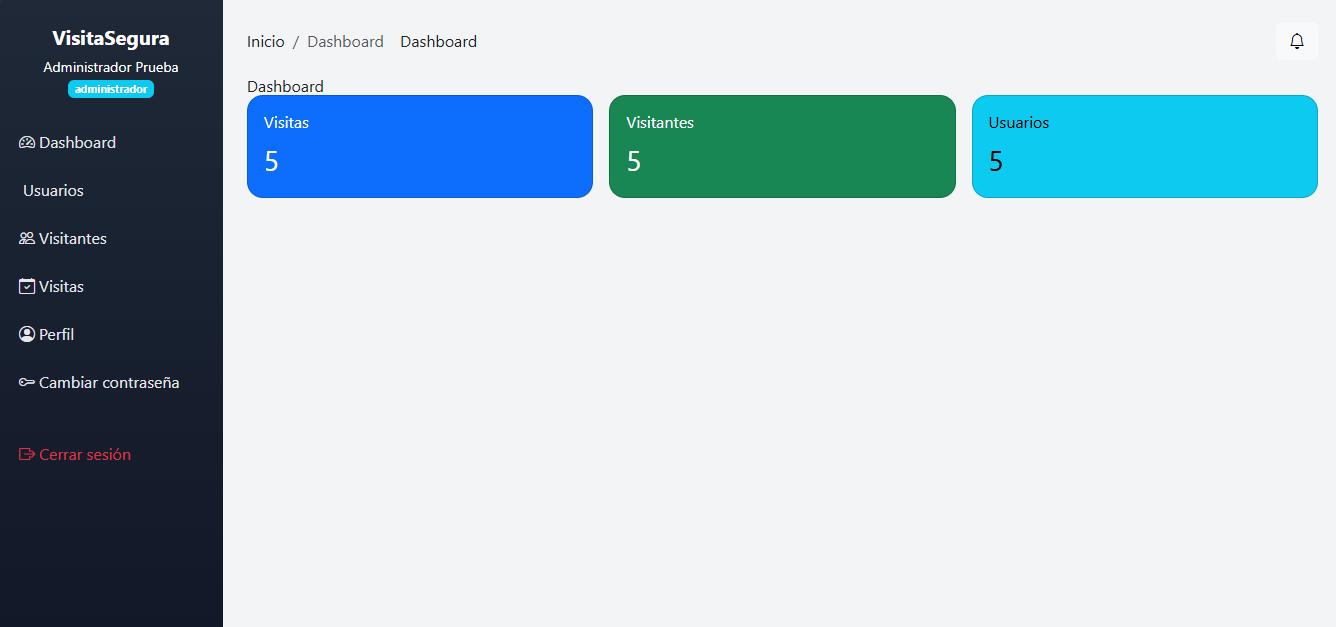 VisitaSegura
Administrador Prueba
administrador
Dashboard
Usuarios
Visitantes
Visitas
Perfil
Cambiar contraseña
Cerrar sesión
Inicio / Dashboard Dashboard
Dashboard
Visitas
5
Visitantes
5
Usuarios
5